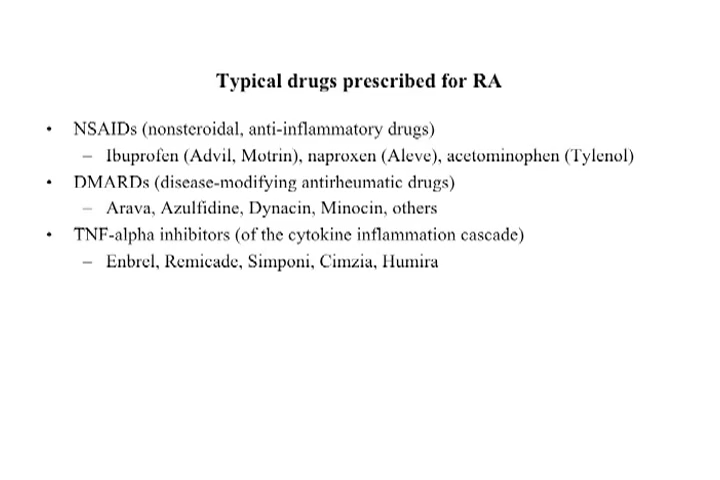 Typical drugs prescribed for RA
• NSAIDs (nonsteroidal, anti-inflammatory drugs)
– Ibuprofen (Advil, Motrin), naproxen (Aleve), acetominophen (Tylenol)
• DMARDs (disease-modifying antirheumatic drugs)
– Arava, Azulfidine, Dynacin, Minocin, others
• TNF-alpha inhibitors (of the cytokine inflammation cascade)
– Enbrel, Remicade, Simponi, Cimzia, Humira